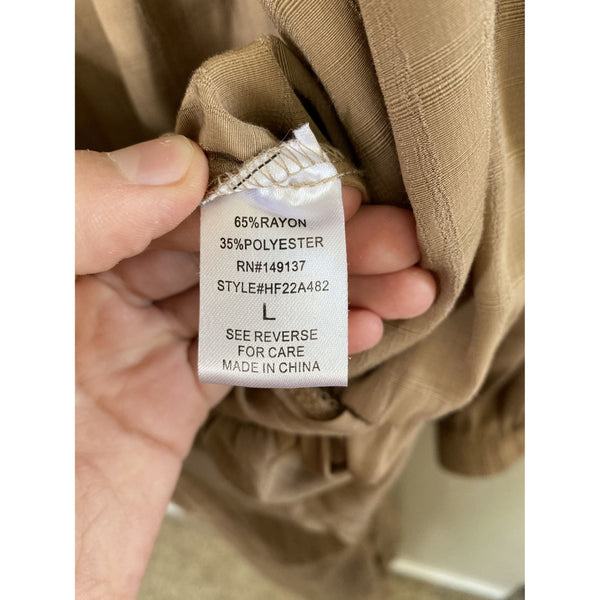 65%RAYON
35%POLYESTER
RN#149137
STYLE#HF22A482
L
SEE REVERSE
FOR CARE
MADE IN CHINA